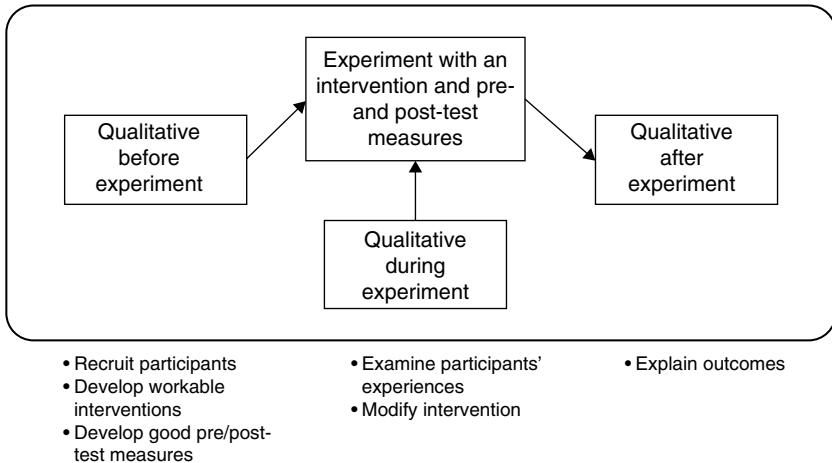 Experiment with an
intervention and pre-
and post-test
measures
Qualitative
before
experiment
Qualitative
after
experiment
Qualitative
during
experiment
• Recruit participants
• Develop workable
interventions
• Develop good pre/post-
test measures
• Examine participants’
experiences
• Modify intervention
• Explain outcomes